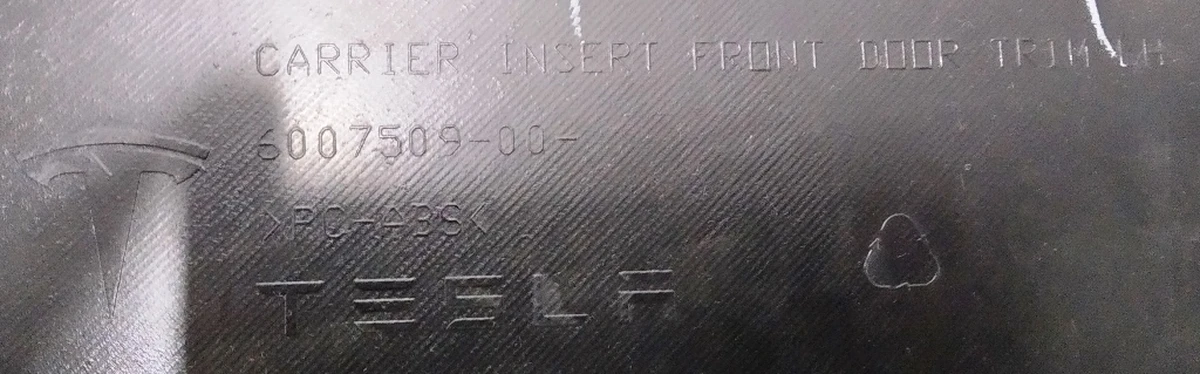 CARRIER INSERT FRONT DOOR TRIM LH
6007509-00-
>PC-ABS<
TESLA